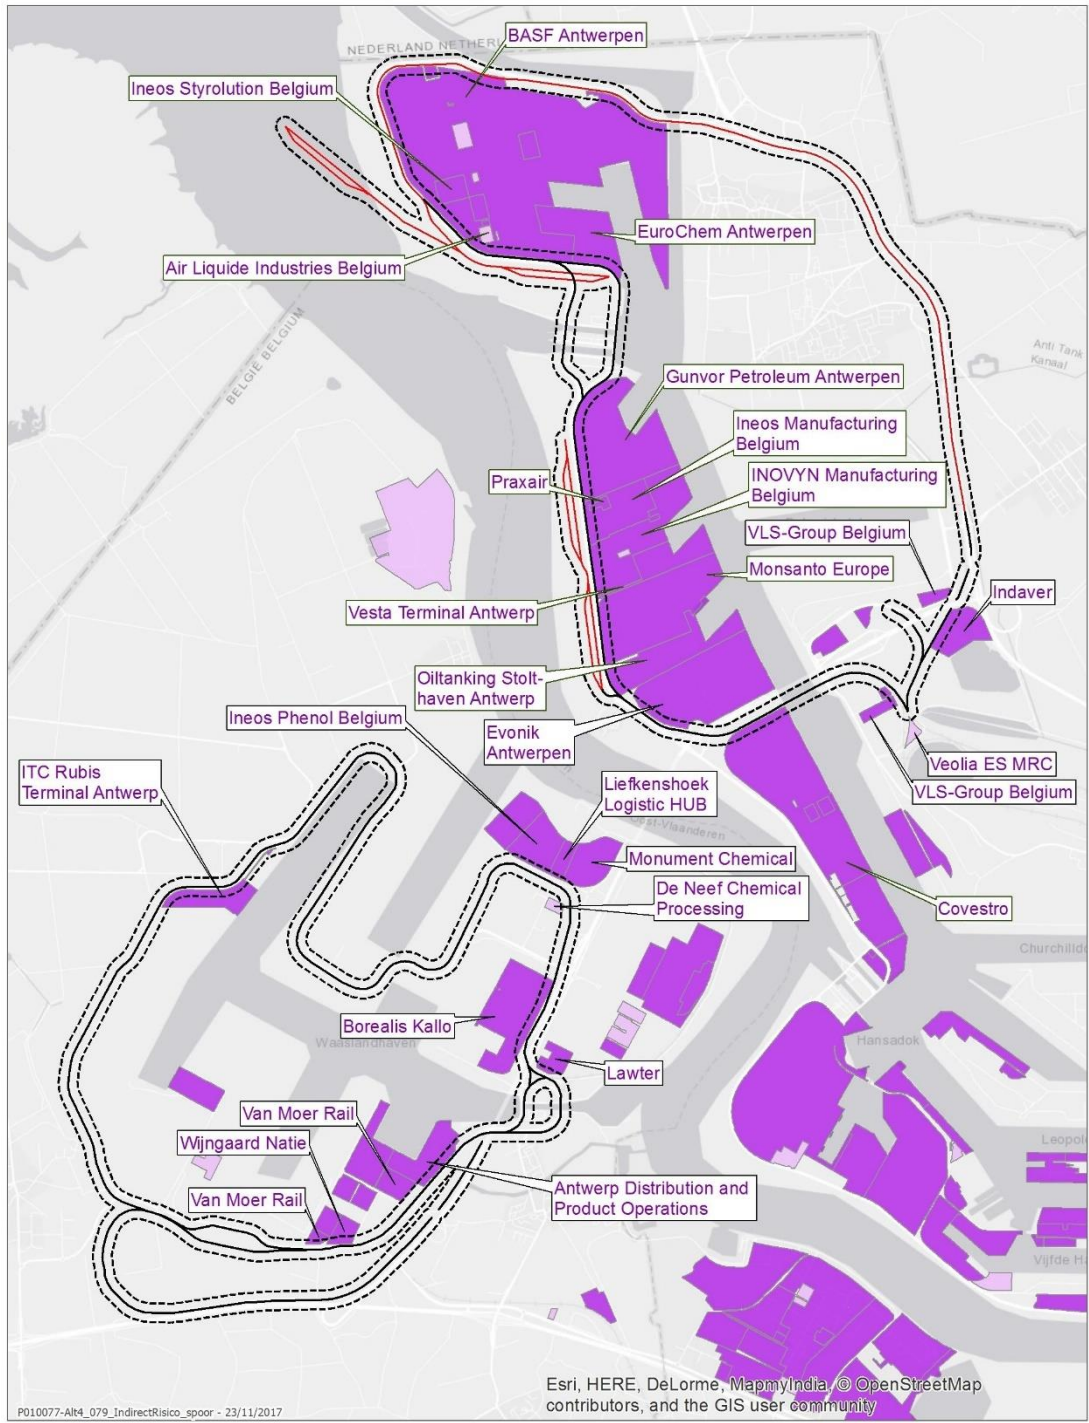 BASF Antwerpen
NEDERLAND NETHERL
Ineos Styrolution Belgium
EuroChem Antwerpen
Air Liquide Industries Belgium
BELGIË BELGIUM
Anti Tank
Kanaal
Gunvor Petroleum Antwerpen
Ineos Manufacturing
Belgium
Praxair
INOVYN Manufacturing
Belgium
VLS-Group Belgium
Monsanto Europe
Indaver
Vesta Terminal Antwerp
Oiltanking Stolt-
haven Antwerp
Ineos Phenol Belgium
Evonik
Antwerpen
Veolia ES MRC
VLS-Group Belgium
ITC Rubis
Terminal Antwerp
Liefkenshoek
Logistic HUB
Oost-Vlaanderen
Monument Chemical
De Neef Chemical
Processing
Covestro
Churchilldo
Borealis Kallo
Waaslandhaven
Hansadok
Lawter
Van Moer Rail
Wijngaard Natie
Leopol
Van Moer Rail
Antwerp Distribution and
Product Operations
Vijfde H
Esri, HERE, DeLorme, MapmyIndia, © OpenStreetMap
contributors, and the GIS user community
P010077-Alt4_079_IndirectRisico_spoor - 23/11/2017